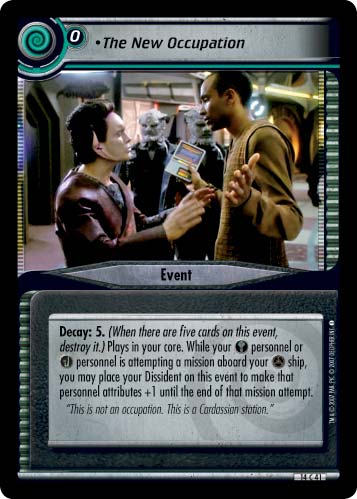 0
•The New Occupation
Event
Decay: 5. (When there are five cards on this event,
destroy it.) Plays in your core. While your personnel or
personnel is attempting a mission aboard your ship,
you may place your Dissident on this event to make that
personnel attributes +1 until the end of that mission attempt.
"This is not an occupation. This is a Cardassian station."
14 C 41